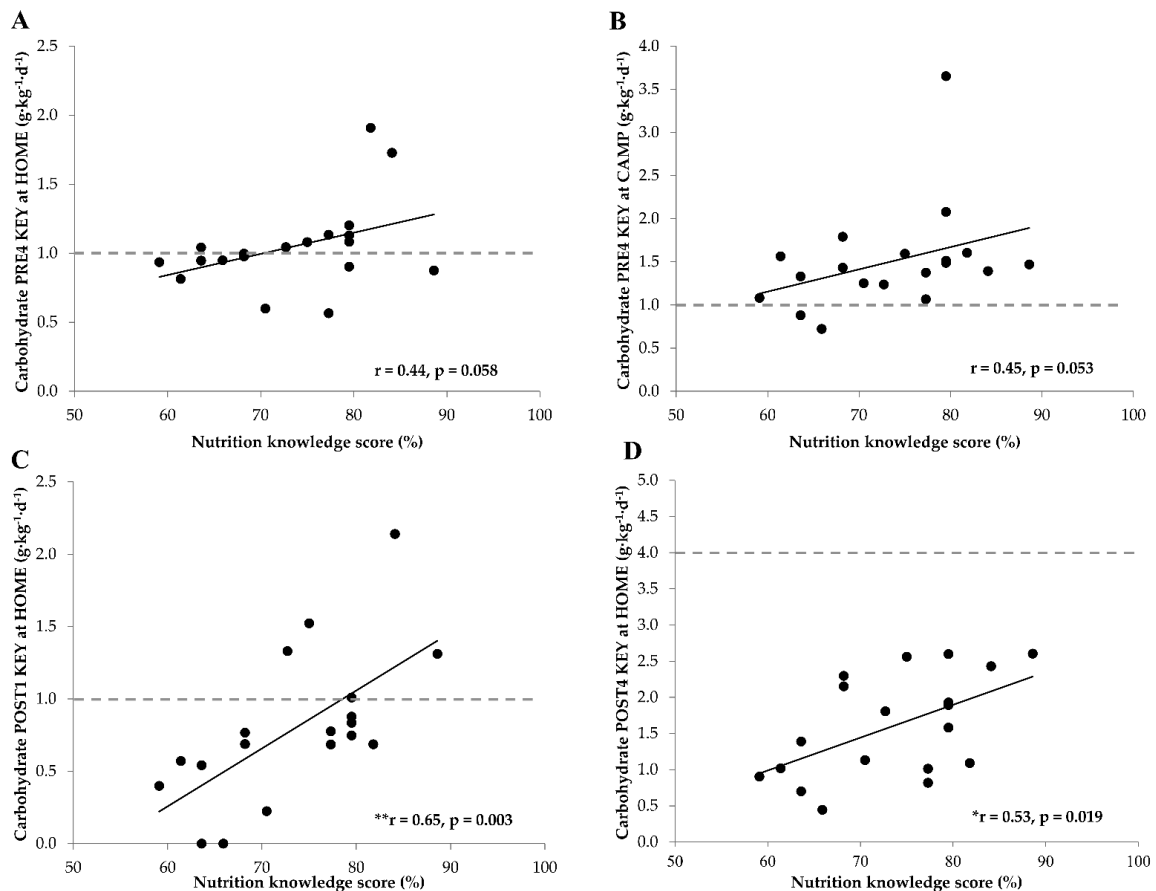 A
Carbohydrate PRE4 KEY at HOME (g·kg⁻¹·d⁻¹)
2.5
2.0
1.5
1.0
0.5
0.0
r = 0.44, p = 0.058
50 60 70 80 90 100
Nutrition knowledge score (%)
B
Carbohydrate PRE4 KEY at CAMP (g·kg⁻¹·d⁻¹)
4.0
3.5
3.0
2.5
2.0
1.5
1.0
0.5
0.0
r = 0.45, p = 0.053
50 60 70 80 90 100
Nutrition knowledge score (%)
C
Carbohydrate POST1 KEY at HOME (g·kg⁻¹·d⁻¹)
2.5
2.0
1.5
1.0
0.5
0.0
**r = 0.65, p = 0.003
50 60 70 80 90 100
Nutrition knowledge score (%)
D
Carbohydrate POST4 KEY at HOME (g·kg⁻¹·d⁻¹)
5.0
4.5
4.0
3.5
3.0
2.5
2.0
1.5
1.0
0.5
0.0
*r = 0.53, p = 0.019
50 60 70 80 90 100
Nutrition knowledge score (%)